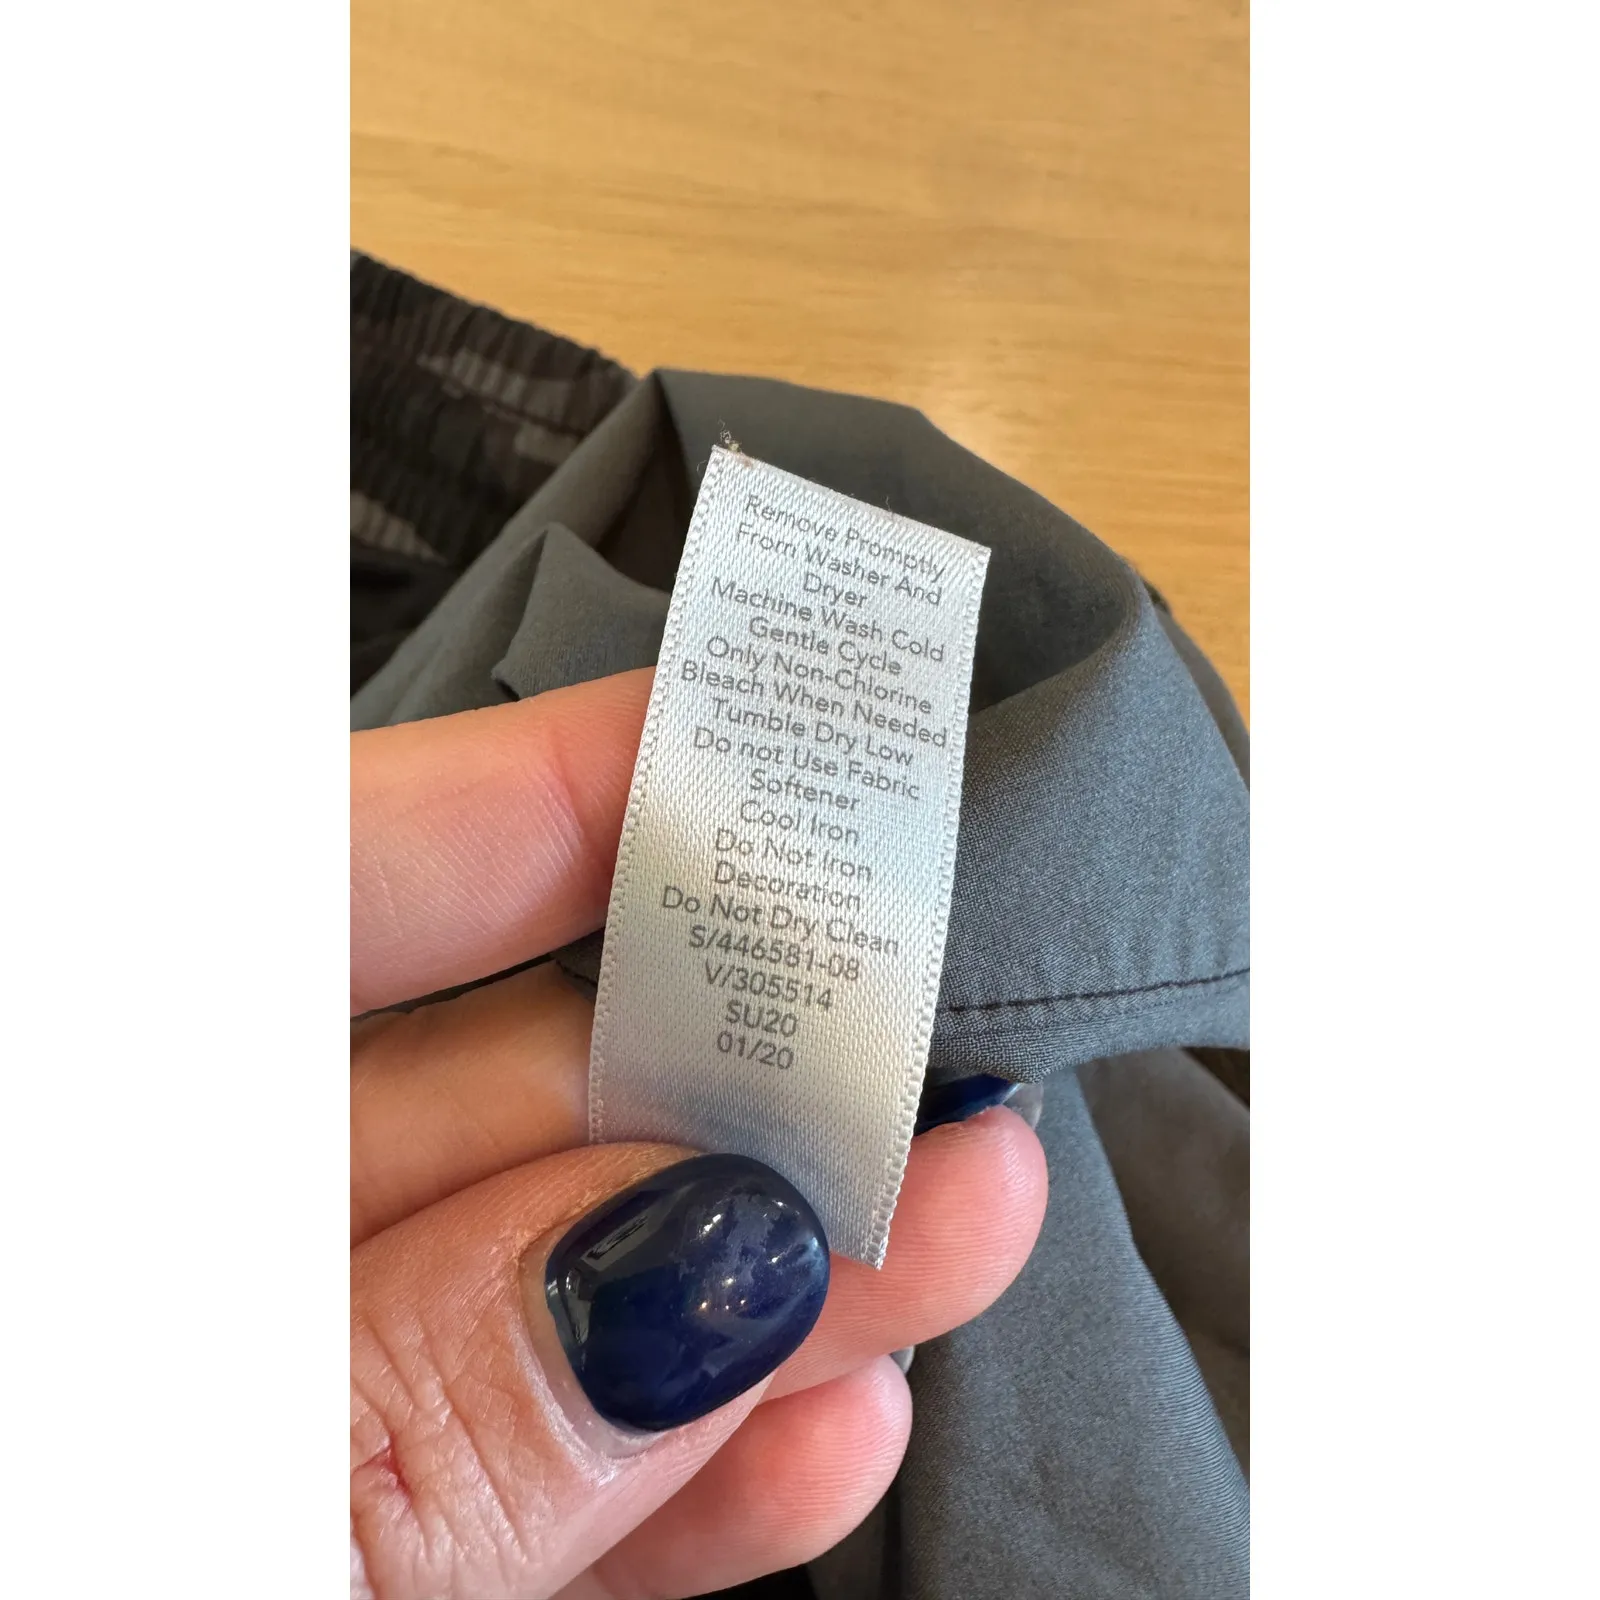 Remove Promptly
From Washer And
Dryer
Machine Wash Cold
Gentle Cycle
Only Non-Chlorine
Bleach When Needed
Tumble Dry Low
Do not Use Fabric
Softener
Cool Iron
Do Not Iron
Decoration
Do Not Dry Clean
S/446581-08
V/305514
SU20
01/20